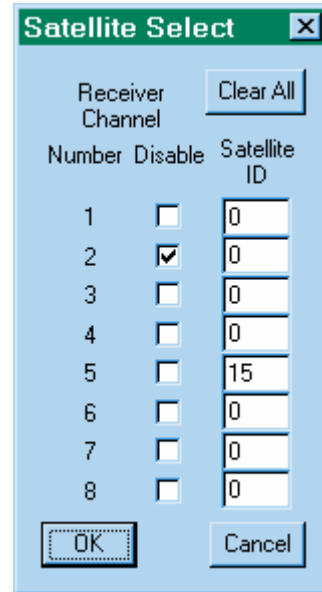 Satellite Select
Receiver Channel
Clear All
Number Disable Satellite ID
1 0
2 0
3 0
4 0
5 15
6 0
7 0
8 0
OK Cancel